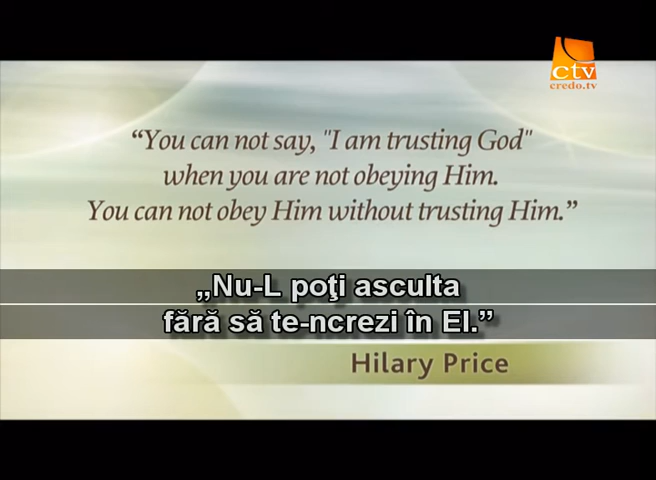 ctv
credo.tv
“You can not say, "I am trusting God"
when you are not obeying Him.
You can not obey Him without trusting Him.”
„Nu-L poţi asculta
fără să te-ncrezi în El.”
Hilary Price